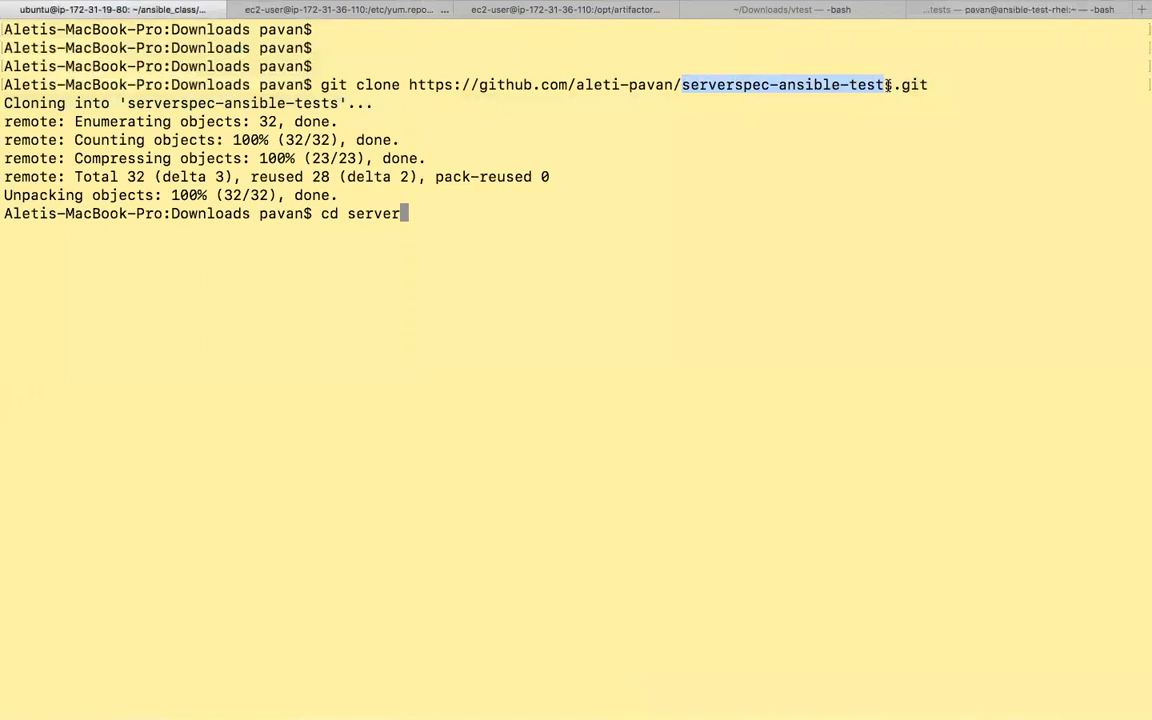 ubuntu@ip-172-31-19-80: ~/ansible_class/... ec2-user@ip-172-31-36-110:/etc/yum.repo... ... ec2-user@ip-172-31-36-110:/opt/artifactor... ~/Downloads/vtest — -bash ...tests — pavan@ansible-test-rhel:~ — -bash +
Aletis-MacBook-Pro:Downloads pavan$
Aletis-MacBook-Pro:Downloads pavan$
Aletis-MacBook-Pro:Downloads pavan$
Aletis-MacBook-Pro:Downloads pavan$ git clone https://github.com/aleti-pavan/serverspec-ansible-tests.git
Cloning into 'serverspec-ansible-tests'...
remote: Enumerating objects: 32, done.
remote: Counting objects: 100% (32/32), done.
remote: Compressing objects: 100% (23/23), done.
remote: Total 32 (delta 3), reused 28 (delta 2), pack-reused 0
Unpacking objects: 100% (32/32), done.
Aletis-MacBook-Pro:Downloads pavan$ cd server